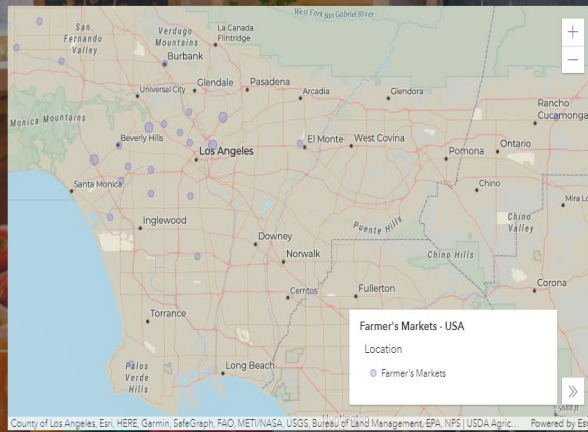 West Fork San Gabriel River
San
Fernando
Valley
Verdugo
Mountains
La Canada
Flintridge
Burbank
Universal City
Glendale
Pasadena
Arcadia
Glendora
Rancho
Cucamonga
Monica Mountains
Beverly Hills
Los Angeles
El Monte
West Covina
Pomona
Ontario
Santa Monica
Chino
Mira Lo
Inglewood
Puente Hills
Chino
Valley
Downey
Norwalk
Chino Hills
Cerritos
Fullerton
Corona
Torrance
Palos
Verde
Hills
Long Beach
Farmer's Markets - USA
Location
Farmer's Markets
5688 ft
Huntington
County of Los Angeles, Esri, HERE, Garmin, SafeGraph, FAO, METI/NASA, USGS, Bureau of Land Management, EPA, NPS | USDA Agric...
Powered by Esri